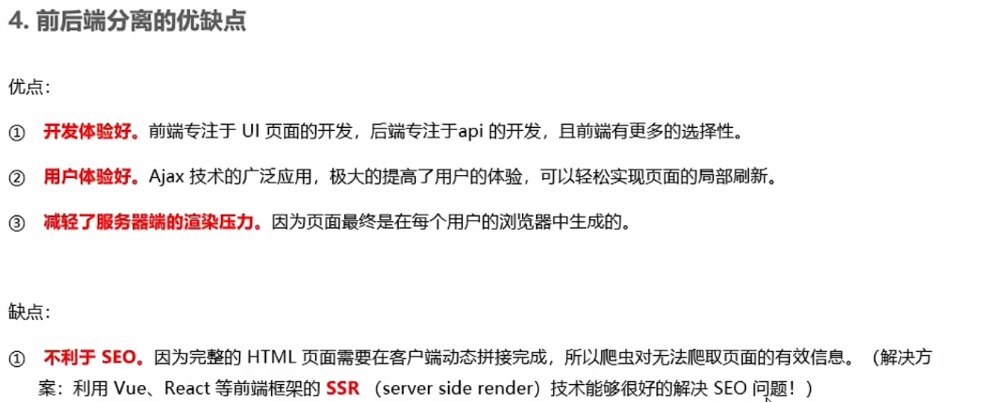 4. 前后端分离的优缺点
优点：
① 开发体验好。前端专注于 UI 页面的开发，后端专注于api 的开发，且前端有更多的选择性。
② 用户体验好。Ajax 技术的广泛应用，极大的提高了用户的体验，可以轻松实现页面的局部刷新。
③ 减轻了服务器端的渲染压力。因为页面最终是在每个用户的浏览器中生成的。
缺点：
① 不利于 SEO。因为完整的 HTML 页面需要在客户端动态拼接完成，所以爬虫对无法爬取页面的有效信息。（解决方
案：利用 Vue、React 等前端框架的 SSR （server side render）技术能够很好的解决 SEO 问题！）